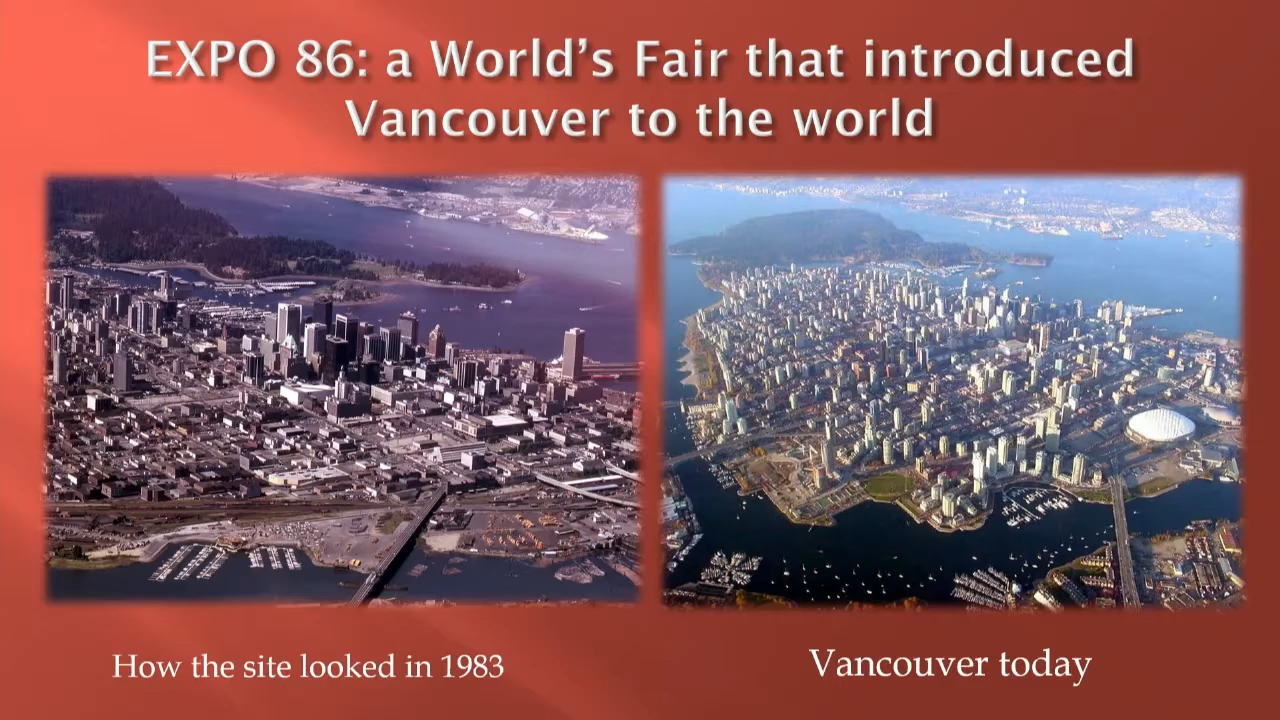 EXPO 86: a World’s Fair that introduced
Vancouver to the world
How the site looked in 1983
Vancouver today